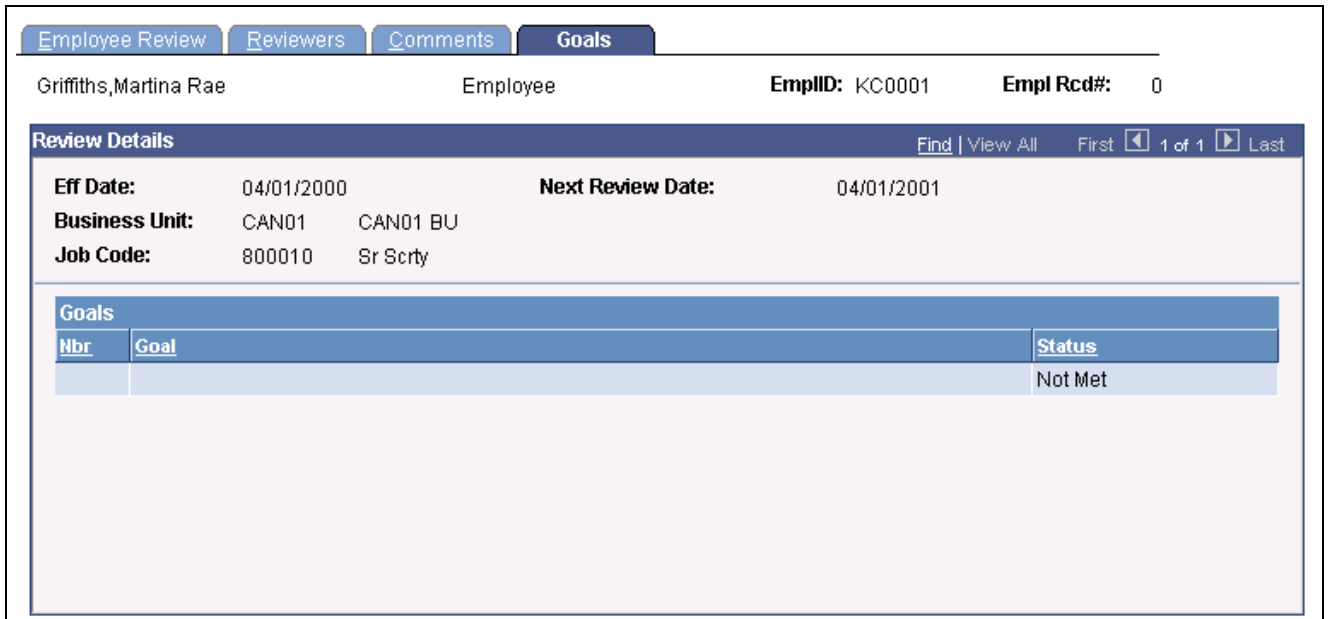 Employee Review Reviewers Comments Goals
Griffiths,Martina Rae Employee EmplID: KC0001 Empl Rcd#: 0
Review Details Find | View All First 1 of 1 Last
Eff Date: 04/01/2000 Next Review Date: 04/01/2001
Business Unit: CAN01 CAN01 BU
Job Code: 800010 Sr Scrty
Goals
Nbr Goal Status
Not Met